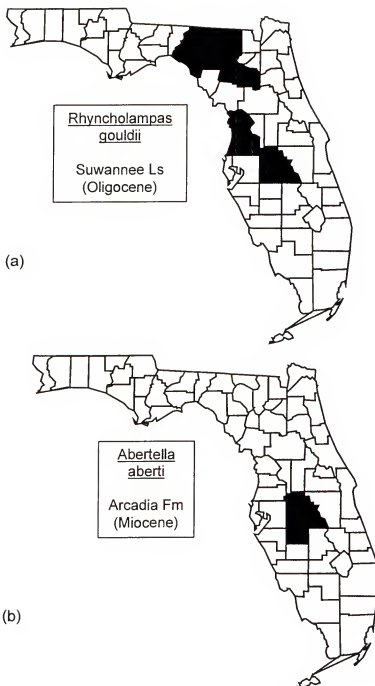 Rhyncholampas
gouldii
Suwannee Ls
(Oligocene)
(a)
Abertella
aberti
Arcadia Fm
(Miocene)
(b)